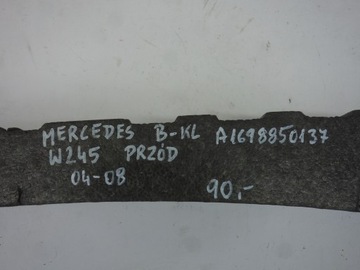 MERCEDES B-KL A1698850137
W245 PRZÓD
04-08 90,-